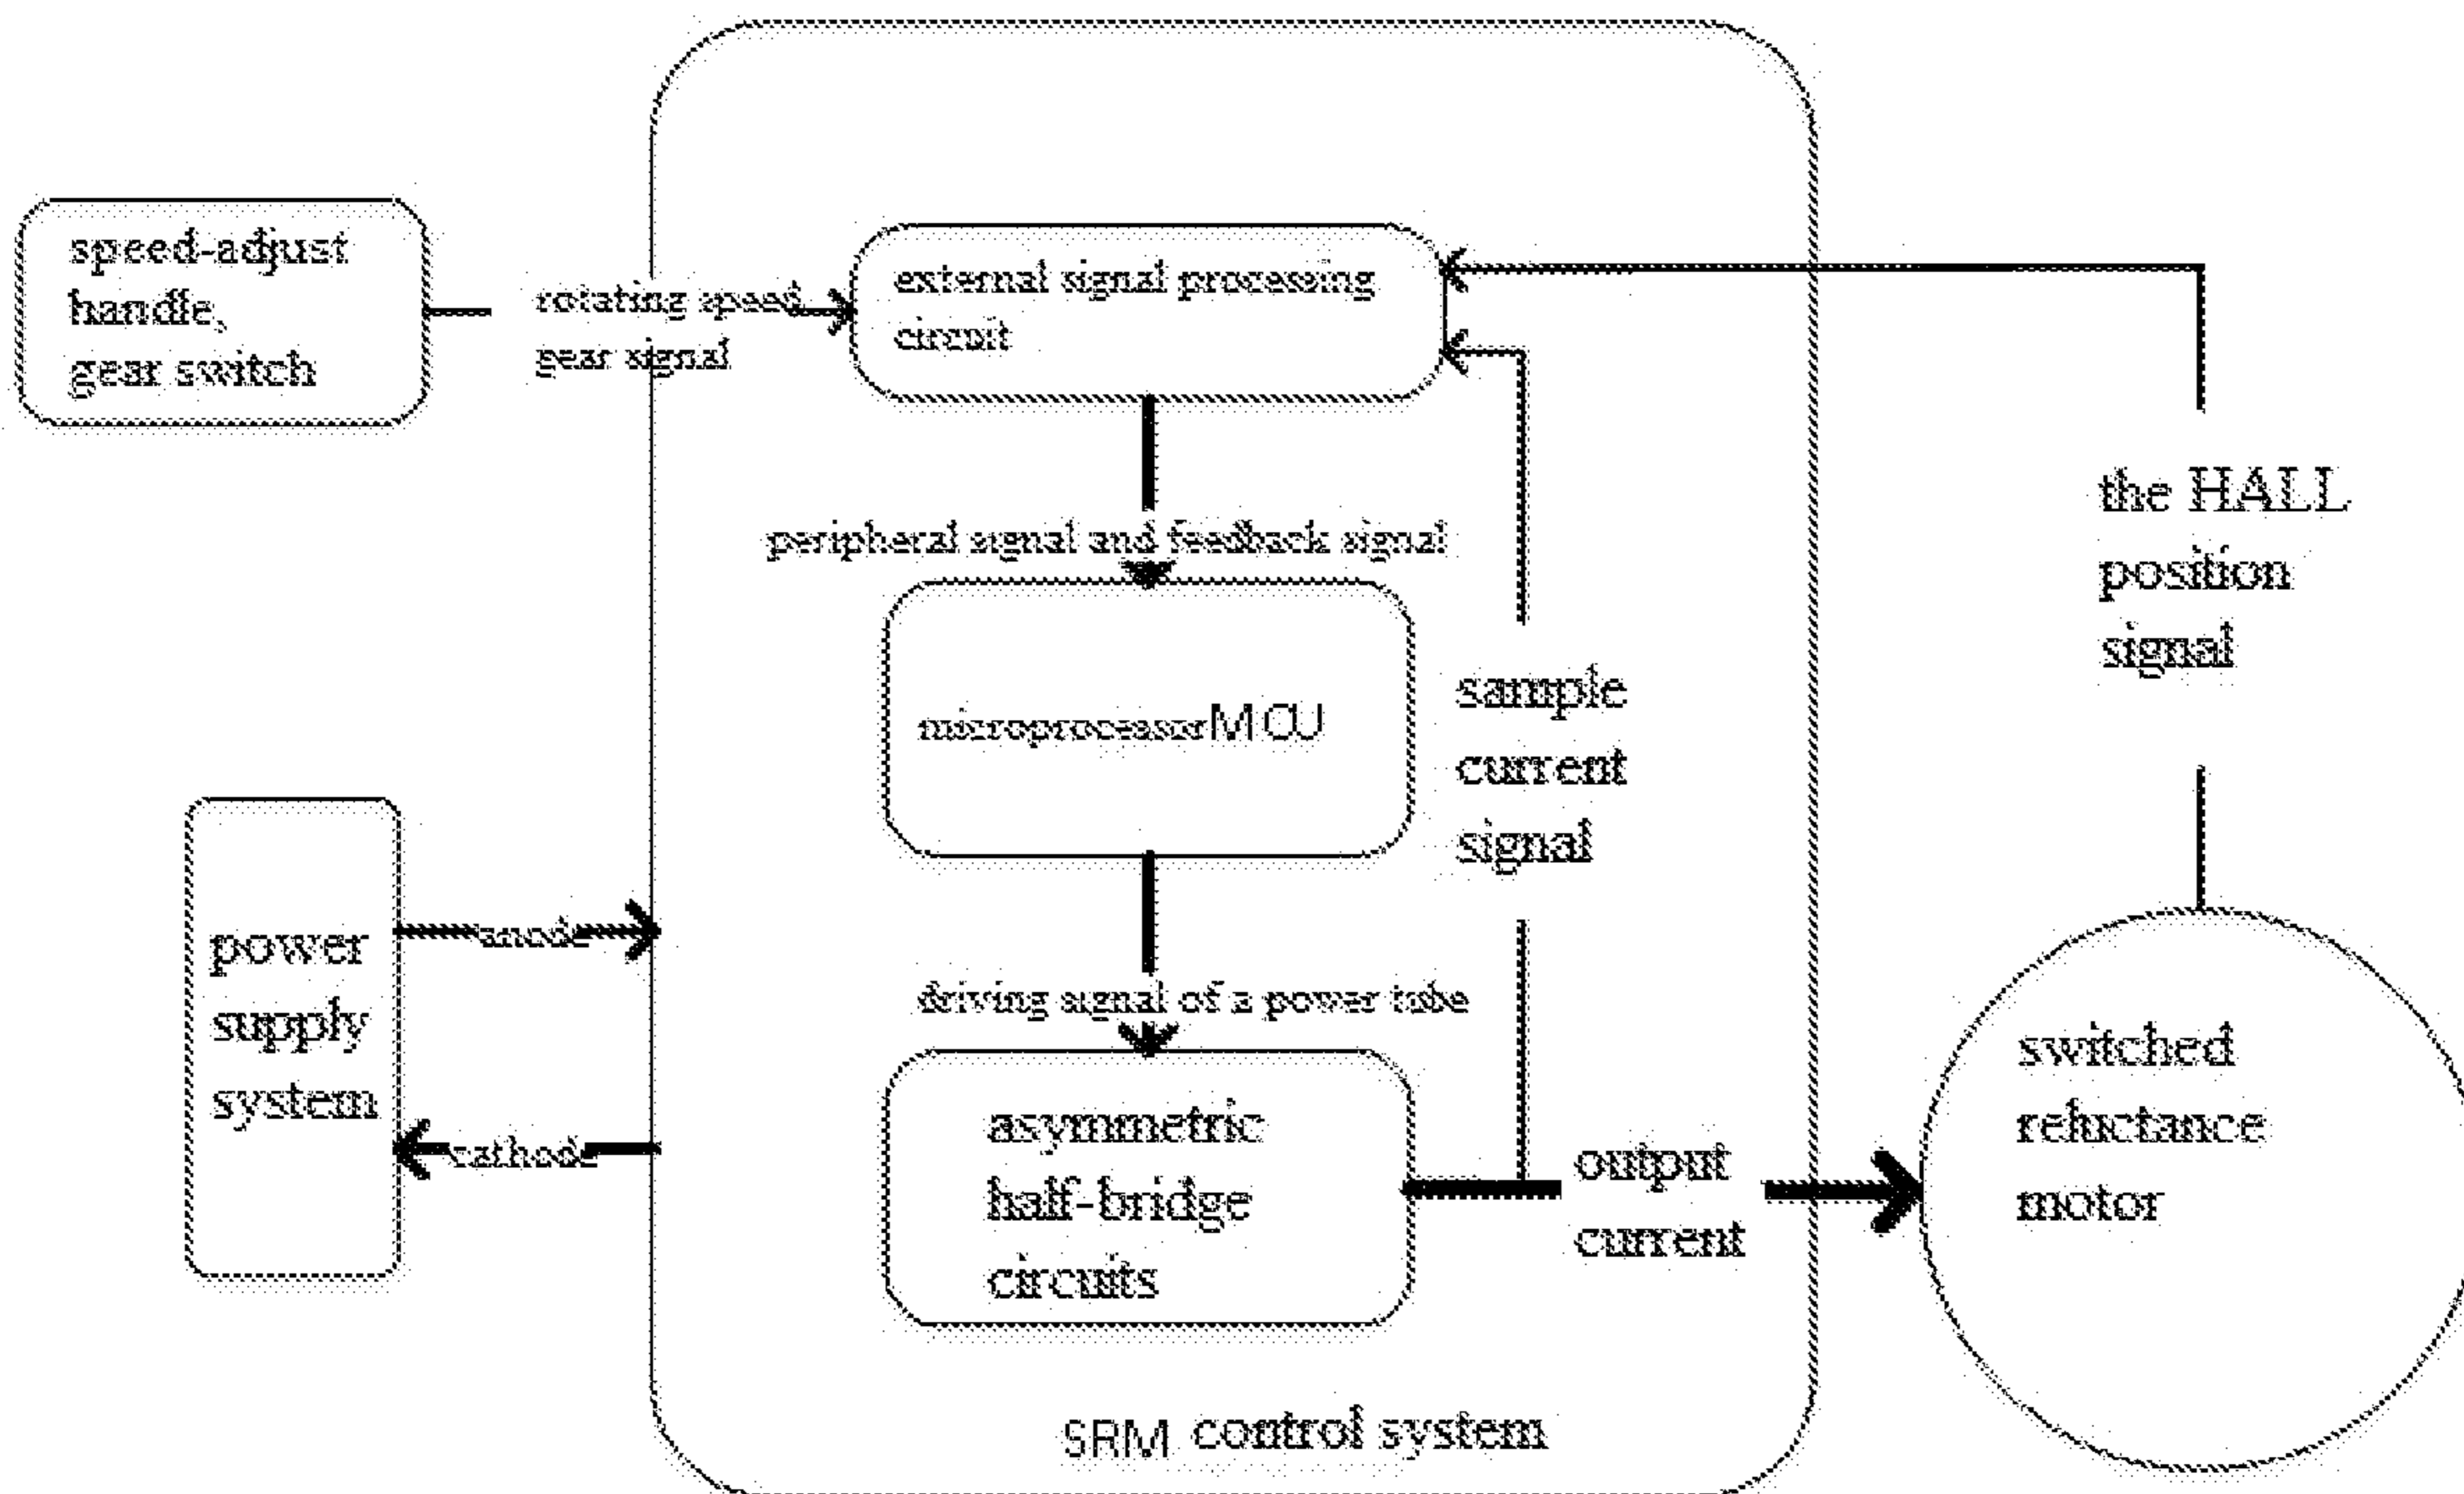 speed-adjust
handle,
gear switch
rotating speed
gear signal
external signal processing
circuit
peripheral signal and feedback signal
the HALL
position
signal
microprocessorMCU
sample
current
signal
power
supply
system
anode
cathode
driving signal of a power tube
asymmetric
half-bridge
circuits
output
current
switched
reluctance
motor
SRM control system